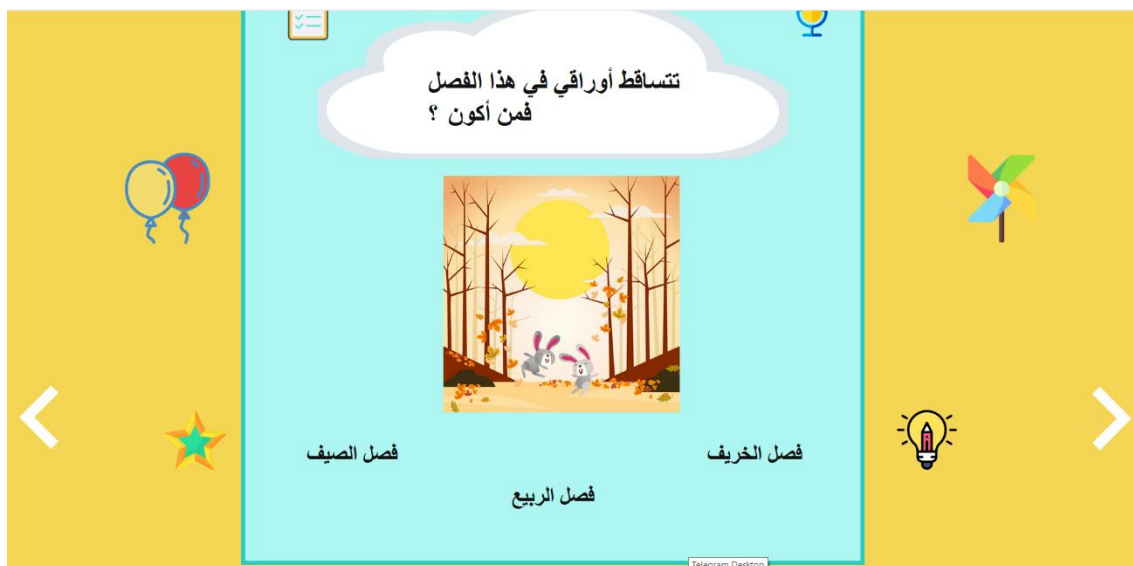 تتساقط أوراقي في هذا الفصل
فمن أكون ؟
فصل الخريف
فصل الصيف
فصل الربيع
Telegram Desktop